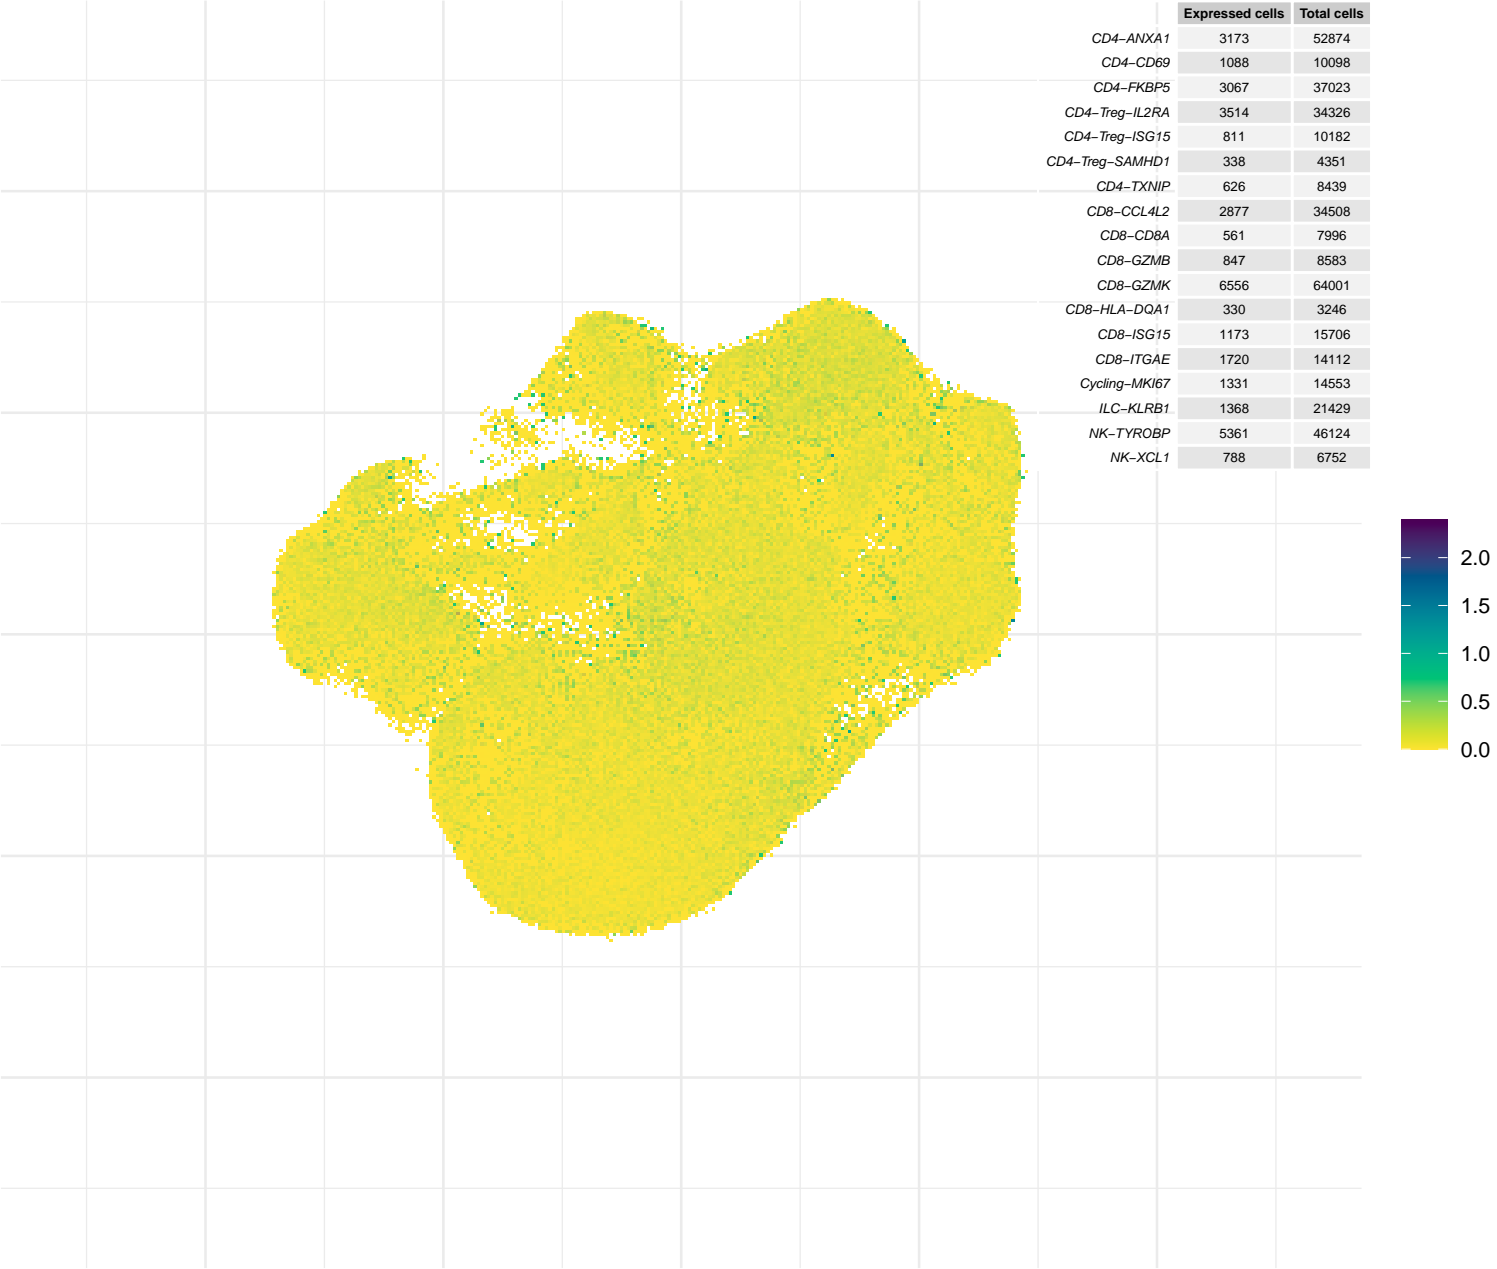 Expressed cells Total cells
CD4−ANXA1 3173 52874
CD4−CD69 1088 10098
CD4−FKBP5 3067 37023
CD4−Treg−IL2RA 3514 34326
CD4−Treg−ISG15 811 10182
CD4−Treg−SAMHD1 338 4351
CD4−TXNIP 626 8439
CD8−CCL4L2 2877 34508
CD8−CD8A 561 7996
CD8−GZMB 847 8583
CD8−GZMK 6556 64001
CD8−HLA−DQA1 330 3246
CD8−ISG15 1173 15706
CD8−ITGAE 1720 14112
Cycling−MKI67 1331 14553
ILC−KLRB1 1368 21429
NK−TYROBP 5361 46124
NK−XCL1 788 6752
2.0
1.5
1.0
0.5
0.0